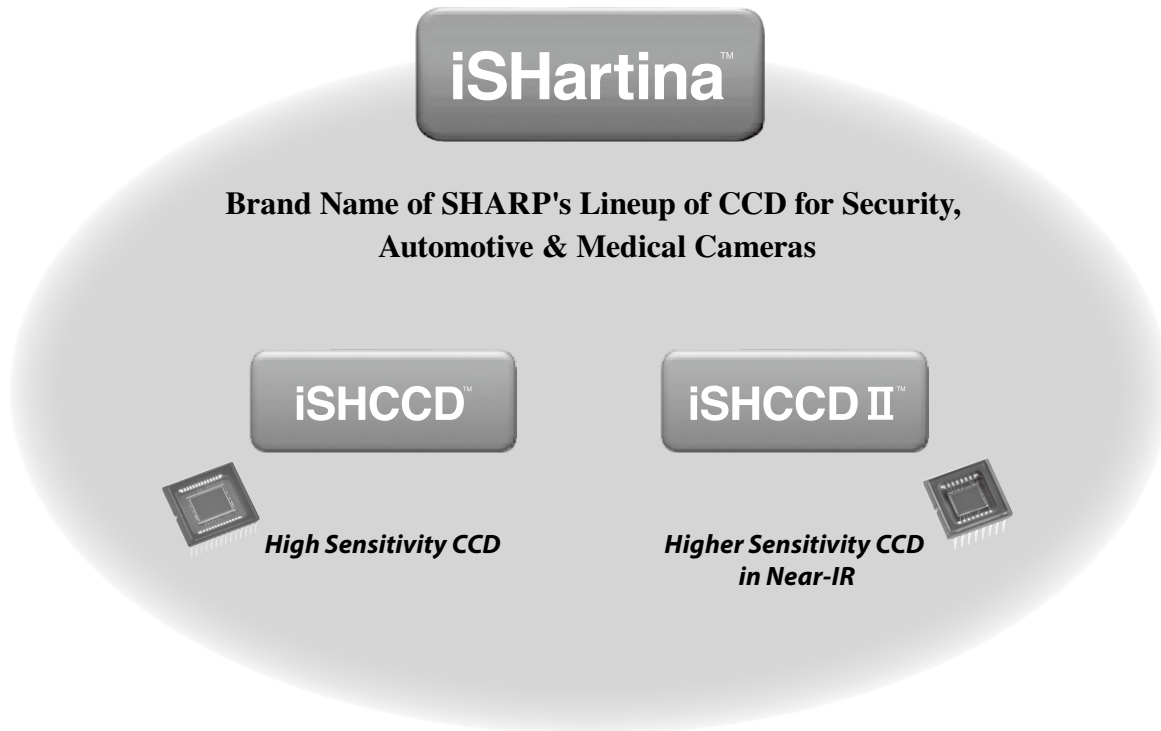 iSHartina™
Brand Name of SHARP's Lineup of CCD for Security,
Automotive & Medical Cameras
iSHCCD™
iSHCCD II™
High Sensitivity CCD
Higher Sensitivity CCD
in Near-IR